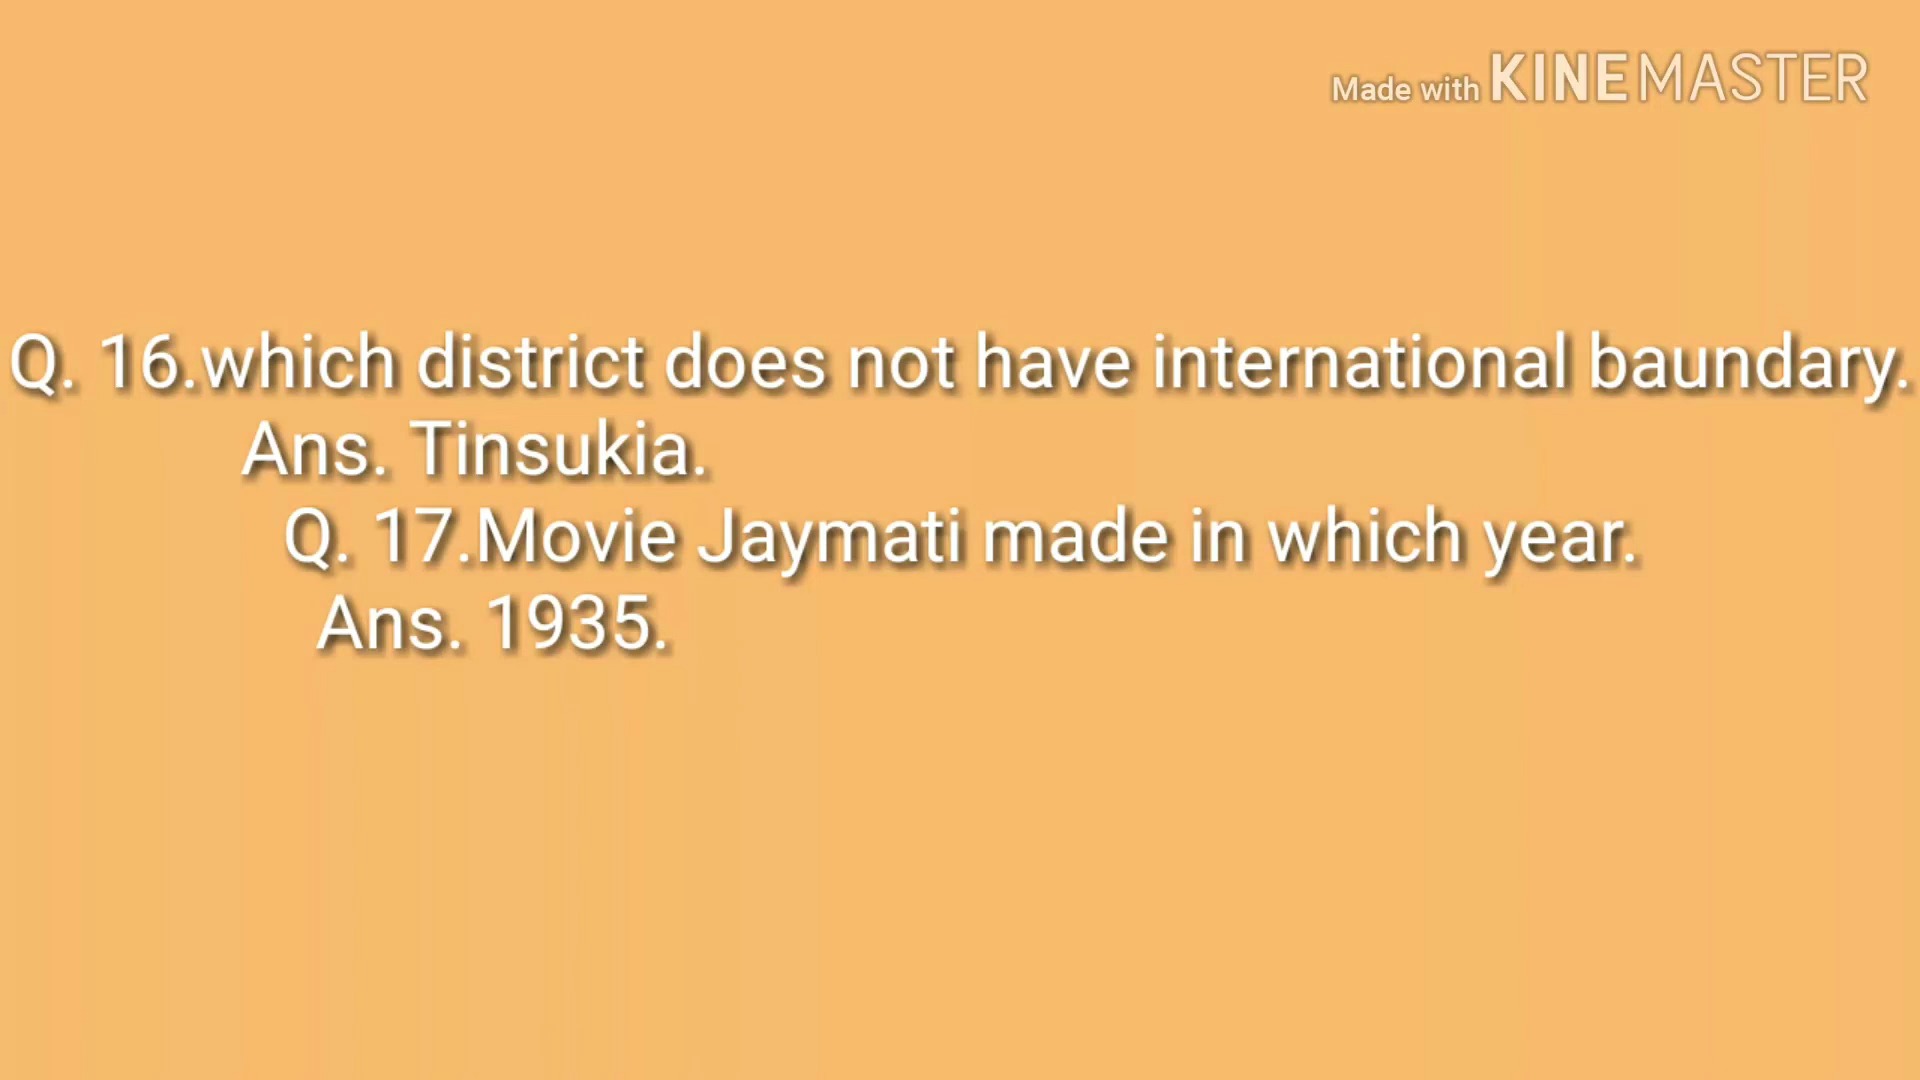 Made with KINEMASTER
Q. 16.which district does not have international baundary.
Ans. Tinsukia.
Q. 17.Movie Jaymati made in which year.
Ans. 1935.